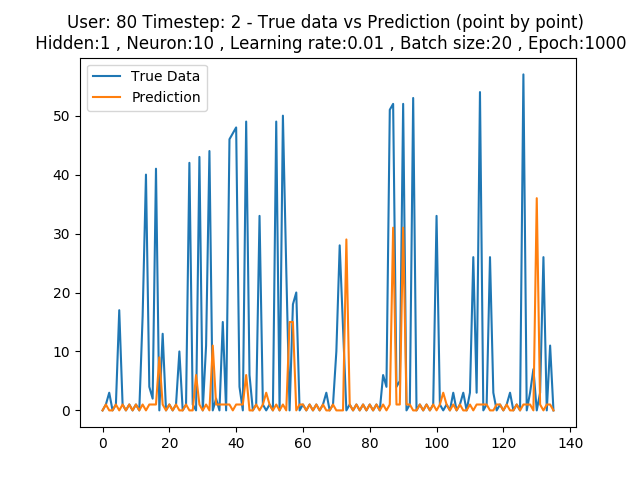 User: 80 Timestep: 2 - True data vs Prediction (point by point)
Hidden:1 , Neuron:10 , Learning rate:0.01 , Batch size:20 , Epoch:1000
True Data
Prediction
50
40
30
20
10
0
0 20 40 60 80 100 120 140